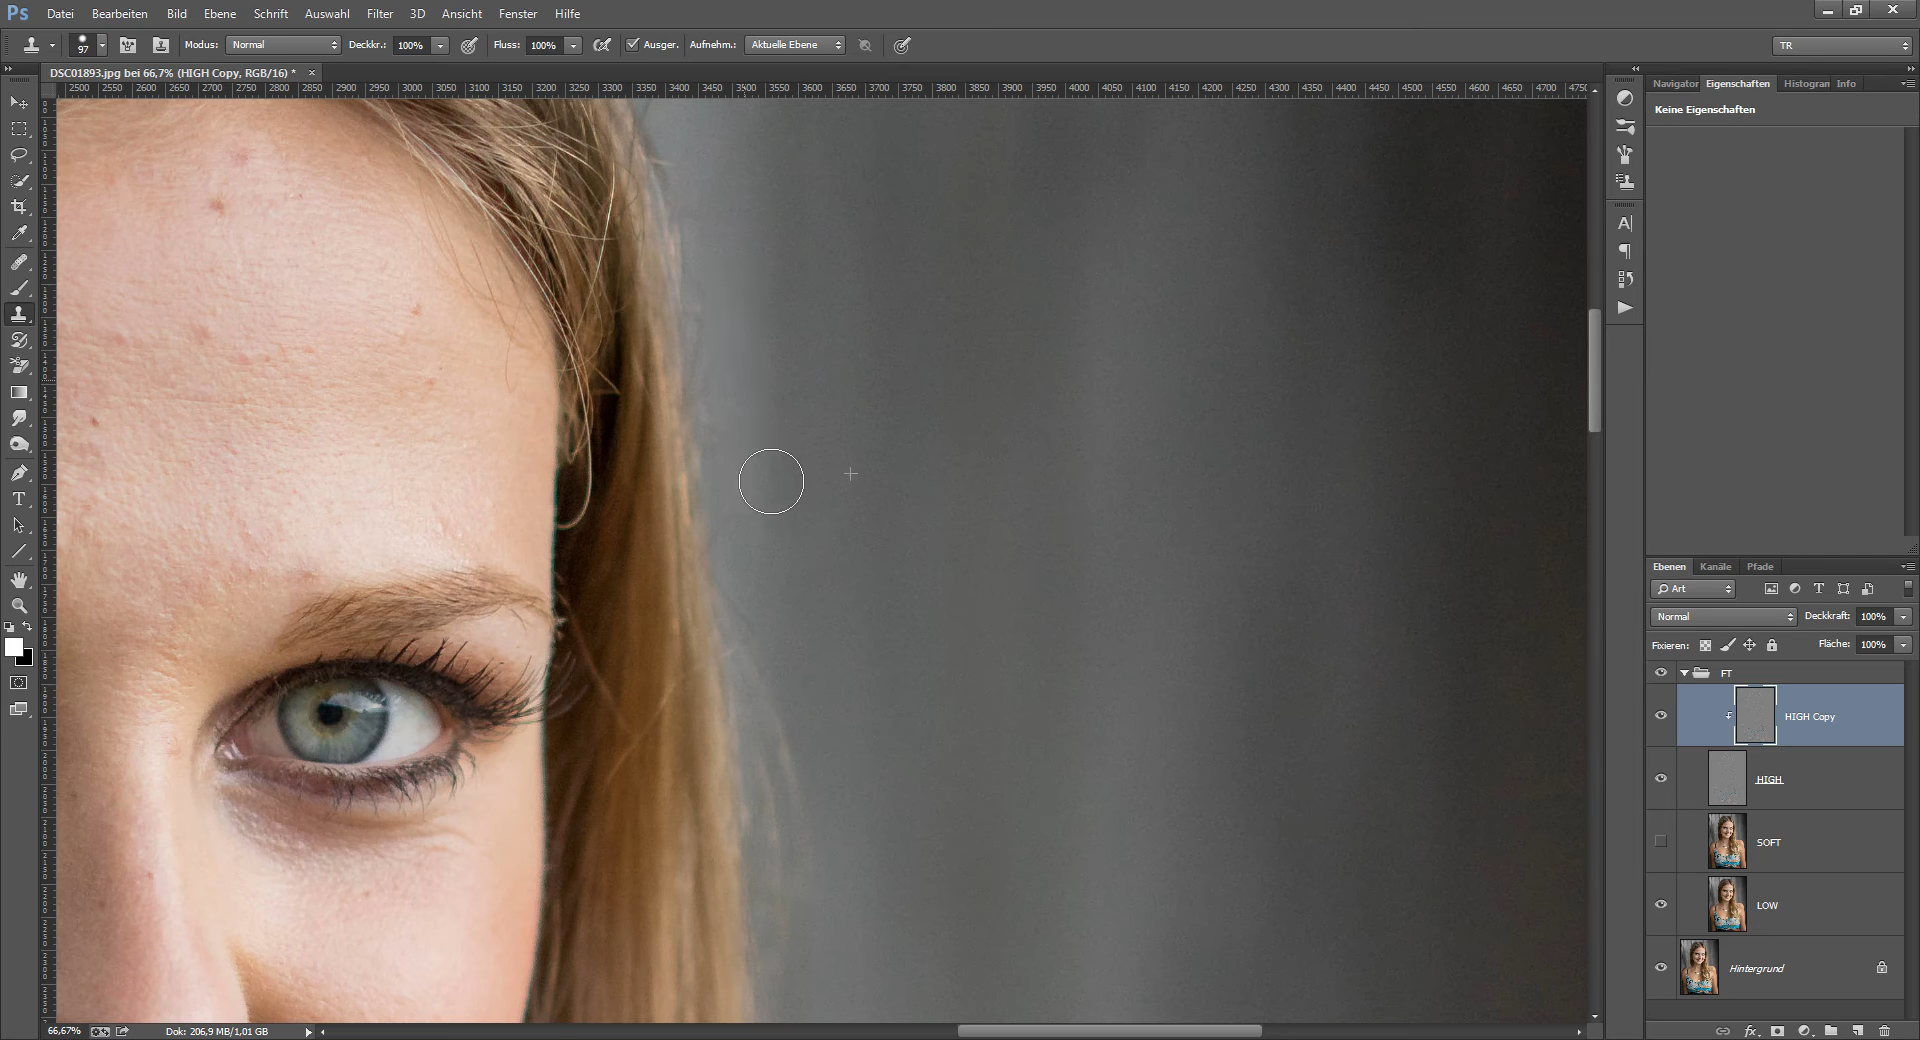 Ps Datei Bearbeiten Bild Ebene Schrift Auswahl Filter 3D Ansicht Fenster Hilfe
97 Modus: Normal Deckkr.: 100% Fluss: 100% Ausger. Aufnehm.: Aktuelle Ebene TR
DSC01893.jpg bei 66,7% (HIGH Copy, RGB/16) * ×
2500 2550 2600 2650 2700 2750 2800 2850 2900 2950 3000 3050 3100 3150 3200 3250 3300 3350 3400 3450 3500 3550 3600 3650 3700 3750 3800 3850 3900 3950 4000 4050 4100 4150 4200 4250 4300 4350 4400 4450 4500 4550 4600 4650 4700 4750
Navigator Eigenschaften Histogran Info
Keine Eigenschaften
Ebenen Kanäle Pfade
Art
Normal Deckkraft: 100%
Fixieren: Fläche: 100%
FT
HIGH Copy
HIGH
SOFT
LOW
Hintergrund
66,67% Dok: 206,9 MB/1,01 GB